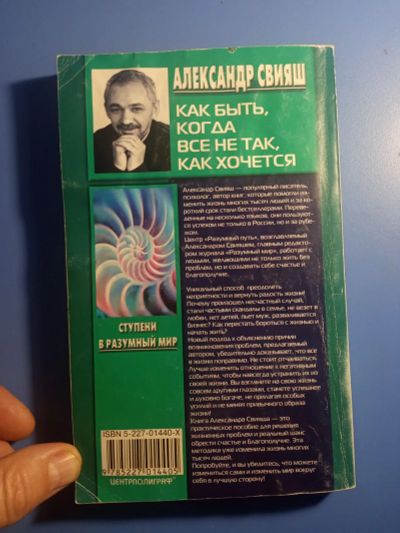 АЛЕКСАНДР СВИЯШ
КАК БЫТЬ,
КОГДА
ВСЕ НЕ ТАК,
КАК ХОЧЕТСЯ
Александр Свияш — популярный писатель,
психолог, автор книг, которые помогли из-
менить жизнь многих тысяч людей и за ко-
роткий срок стали бестселлерами. Переве-
денные на несколько языков, они пользуют-
ся успехом не только в России, но и за рубе-
жом.
Центр «Разумный путь», возглавляемый
Александром Свияшем, главным редакто-
ром журнала «Разумный мир», работает с
людьми, желающими не только жить без
проблем, но и создавать себе счастье и
благополучие.
Уникальный способ преодолеть
неприятности и вернуть радость жизни!
Почему произошел несчастный случай,
стали частыми скандалы в семье, не везет в
любви, нет детей, пьет муж, разваливается
бизнес? Как перестать бороться с жизнью и
начать жить?
Новый подход к объяснению причин
возникновения проблем, предлагаемый
автором, убедительно доказывает, что все
в жизни поправимо. Не стоит отчаиваться.
Лучше изменить отношение к негативным
событиям, чтобы навсегда устранить их из
своей жизни. Вы взглянете на свою жизнь
совсем другими глазами, станете успешнее
и духовно богаче, не прилагая особых
усилий и не меняя привычного образа
жизни!
Книга Александра Свияша — это
практическое пособие для решения
жизненных проблем и реальный шанс
обрести счастье и благополучие. Эта
методика уже изменила жизнь многих
тысяч людей.
Попробуйте, и вы убедитесь, что можете
измениться сами и изменить мир вокруг
себя в лучшую сторону!
СТУПЕНИ
В РАЗУМНЫЙ МИР
ISBN 5-227-01440-X
9785227014405
ЦЕНТРПОЛИГРАФ